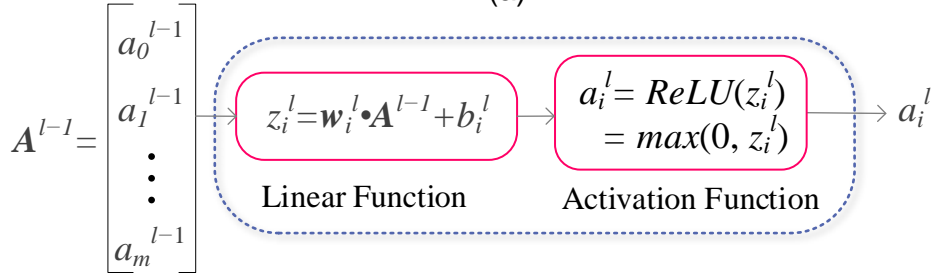 a_0^{l−1}
a_1^{l−1}
A^{l−1} =
⋮
a_m^{l−1}
z_i^l = w_i^l • A^{l−1} + b_i^l
Linear Function
a_i^l = ReLU(z_i^l)
= max(0, z_i^l)
Activation Function
a_i^l